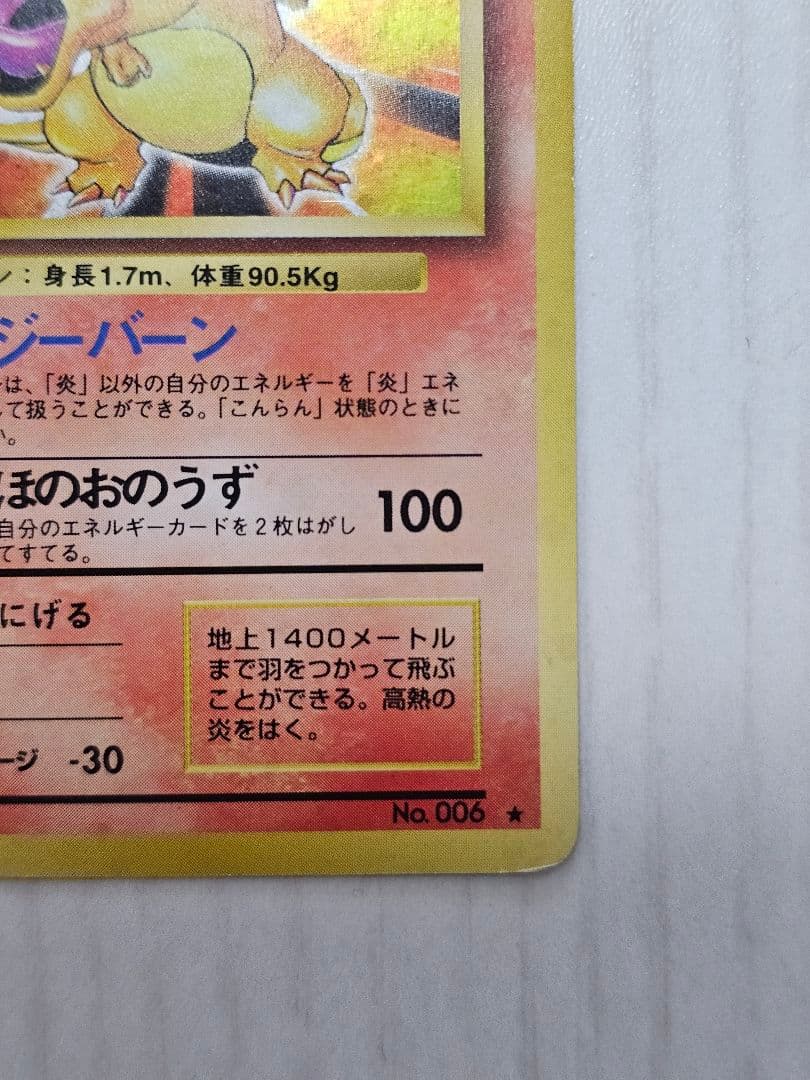 ン：身長1.7m、体重90.5Kg
ジーバーン
は、「炎」以外の自分のエネルギーを「炎」エネ
して扱うことができる。「こんらん」状態のときに
い。
ほのおのうず
100
自分のエネルギーカードを2枚はがし
てすてる。
にげる
地上1400メートル
まで羽をつかって飛ぶ
ことができる。高熱の
炎をはく。
ージ -30
No. 006 ★